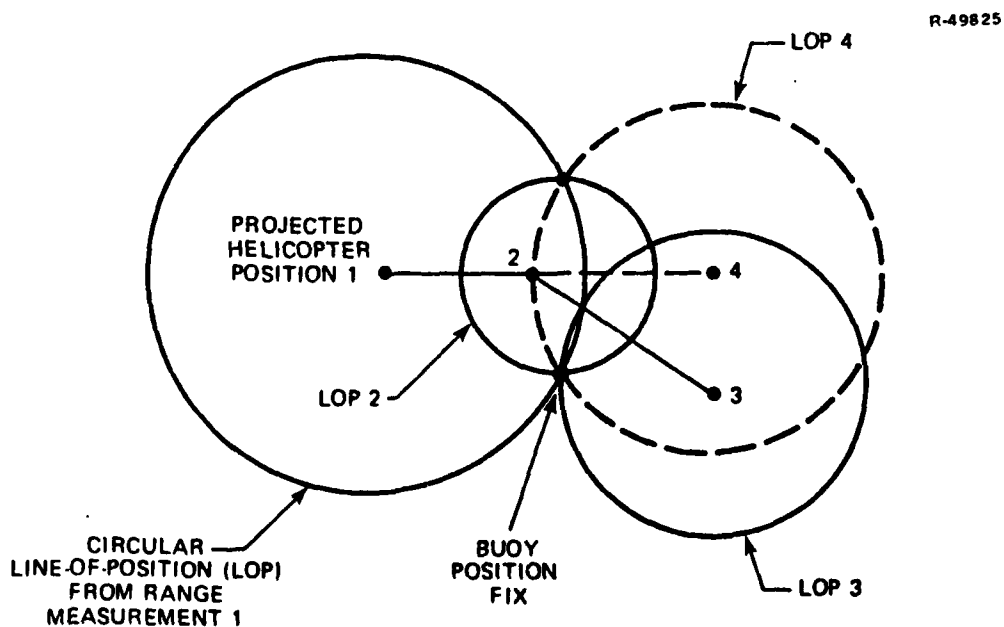 R-49825
LOP 4
PROJECTED
HELICOPTER
POSITION 1
2
4
LOP 2
3
CIRCULAR
LINE-OF-POSITION (LOP)
FROM RANGE
MEASUREMENT 1
BUOY
POSITION
FIX
LOP 3